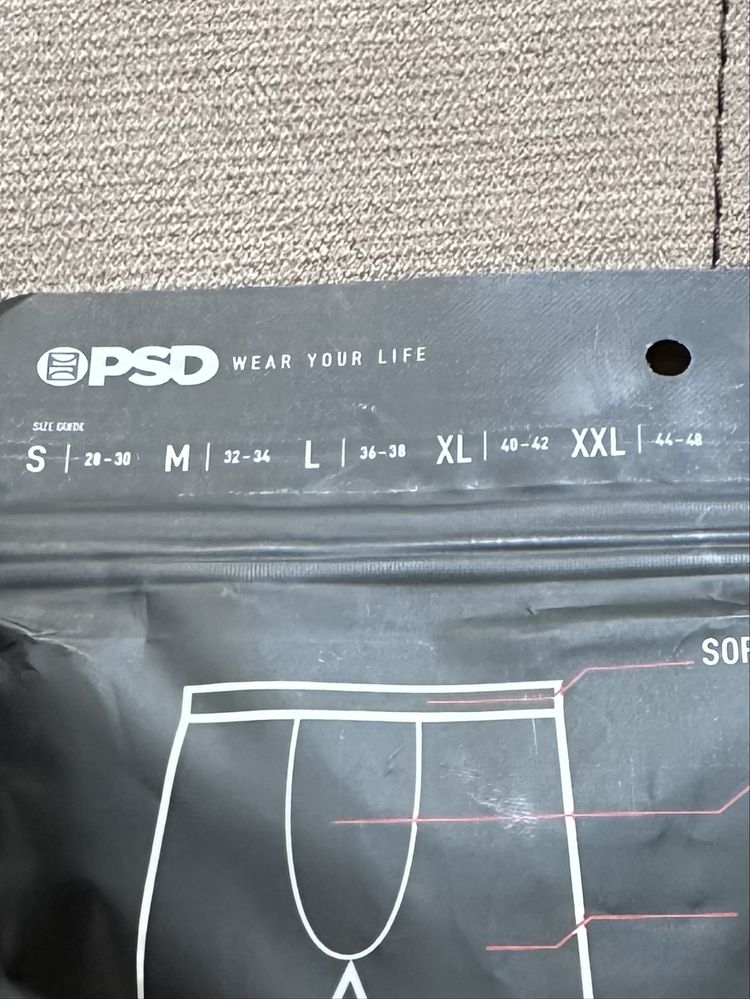 PSD WEAR YOUR LIFE
SIZE GUIDE
S | 28-30 M | 32-34 L | 36-38 XL | 40-42 XXL | 44-48